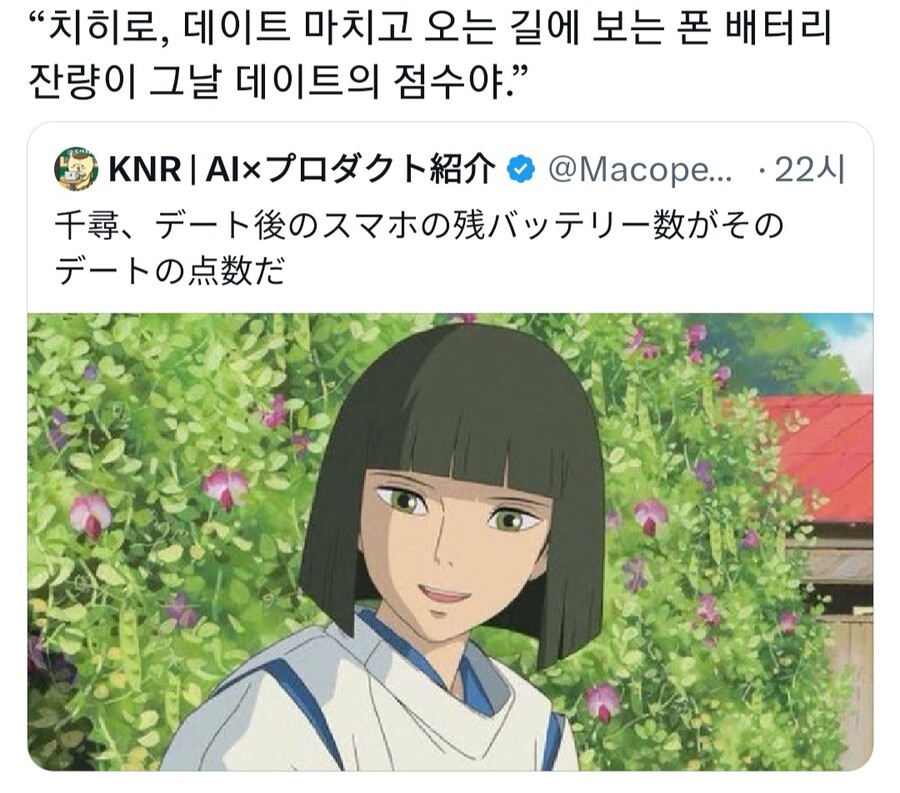 “치히로, 데이트 마치고 오는 길에 보는 폰 배터리
잔량이 그날 데이트의 점수야.”
KNR | AI×プロダクト紹介 @Macope... · 22시
千尋、デート後のスマホの残バッテリー数がその
デートの点数だ